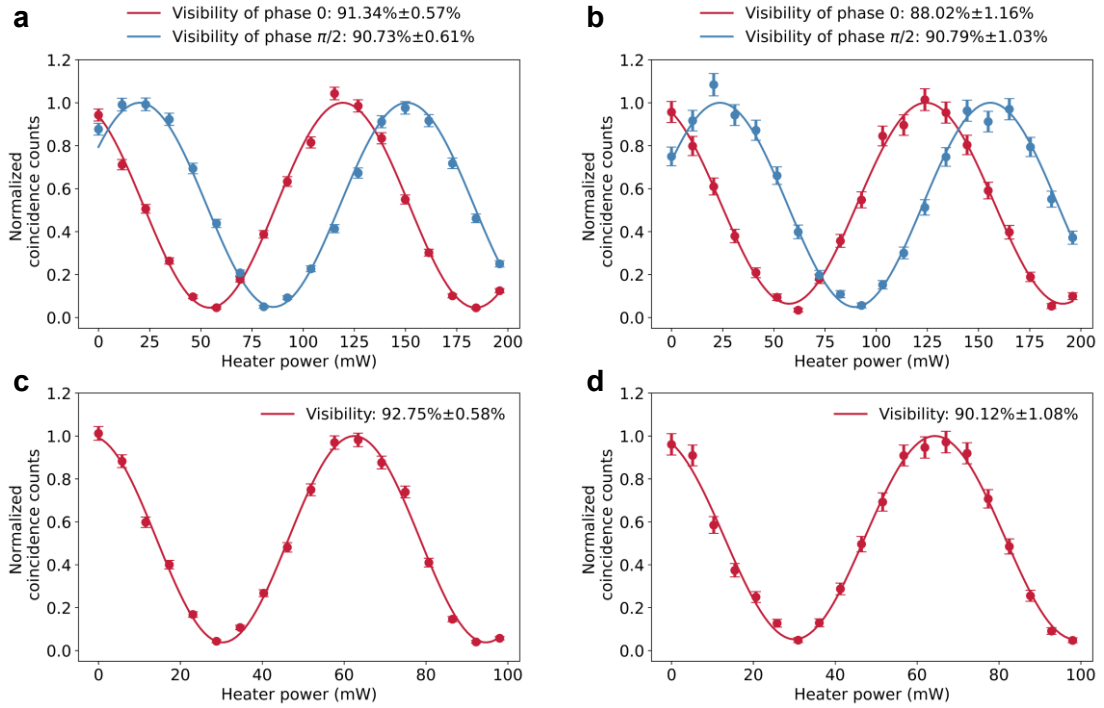 a
Visibility of phase 0: 91.34%±0.57%
Visibility of phase π/2: 90.73%±0.61%
Normalized
coincidence counts
1.2
1.0
0.8
0.6
0.4
0.2
0.0
0 25 50 75 100 125 150 175 200
Heater power (mW)
b
Visibility of phase 0: 88.02%±1.16%
Visibility of phase π/2: 90.79%±1.03%
Normalized
coincidence counts
1.2
1.0
0.8
0.6
0.4
0.2
0.0
0 25 50 75 100 125 150 175 200
Heater power (mW)
c
Visibility: 92.75%±0.58%
Normalized
coincidence counts
1.2
1.0
0.8
0.6
0.4
0.2
0.0
0 20 40 60 80 100
Heater power (mW)
d
Visibility: 90.12%±1.08%
Normalized
coincidence counts
1.2
1.0
0.8
0.6
0.4
0.2
0.0
0 20 40 60 80 100
Heater power (mW)